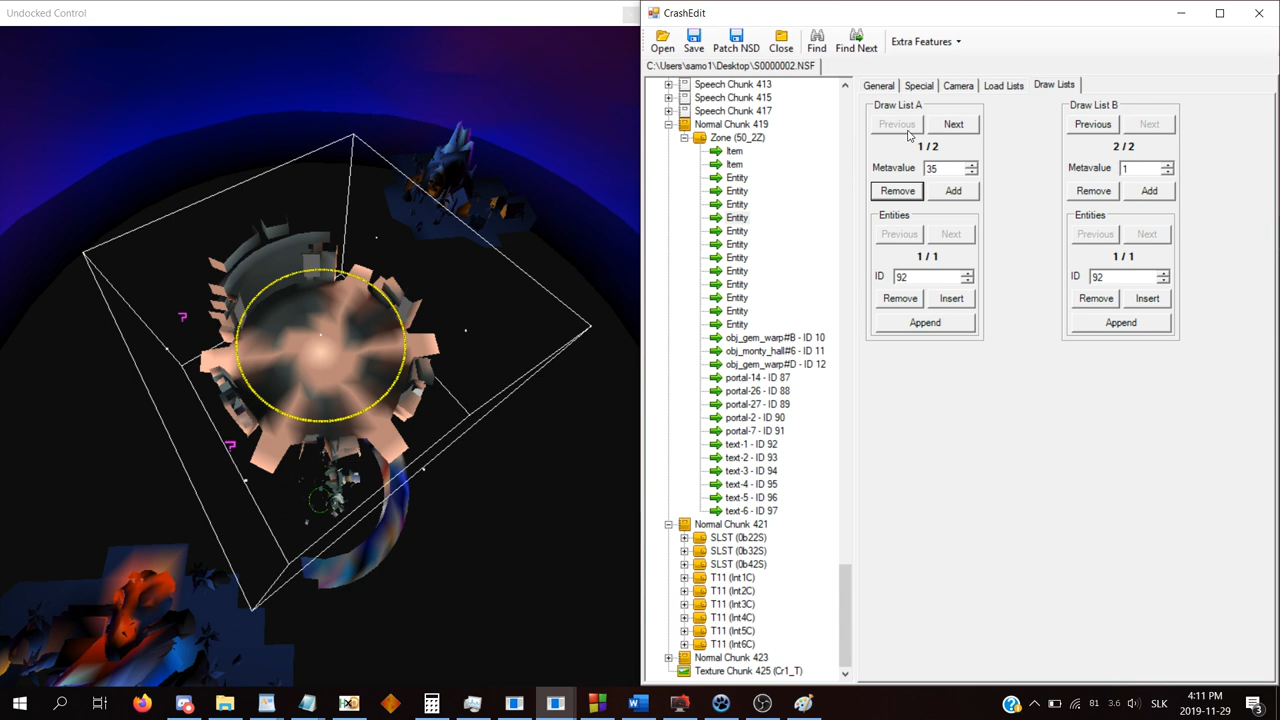 Undocked Control
CrashEdit
Open Save Patch NSD Close Find Find Next Extra Features
C:\Users\samo1\Desktop\S0000002.NSF
Speech Chunk 413
Speech Chunk 415
Speech Chunk 417
Normal Chunk 419
Zone (50_2Z)
Item
Item
Entity
Entity
Entity
Entity
Entity
Entity
Entity
Entity
Entity
Entity
Entity
Entity
obj_gem_warp#B - ID 10
obj_monty_hall#6 - ID 11
obj_gem_warp#D - ID 12
portal-14 - ID 87
portal-26 - ID 88
portal-27 - ID 89
portal-2 - ID 90
portal-7 - ID 91
text-1 - ID 92
text-2 - ID 93
text-3 - ID 94
text-4 - ID 95
text-5 - ID 96
text-6 - ID 97
Normal Chunk 421
SLST (0b22S)
SLST (0b32S)
SLST (0b42S)
T11 (Int1C)
T11 (Int2C)
T11 (Int3C)
T11 (Int4C)
T11 (Int5C)
T11 (Int6C)
Normal Chunk 423
Texture Chunk 425 (Cr1_T)
General Special Camera Load Lists Draw Lists
Draw List A
Previous Next
1 / 2
Metavalue 35
Remove Add
Entities
Previous Next
1 / 1
ID 92
Remove Insert
Append
Draw List B
Previous Next
2 / 2
Metavalue 1
Remove Add
Entities
Previous Next
1 / 1
ID 92
Remove Insert
Append
?
?
81 3.6 SLK
4:11 PM
2019-11-29
3